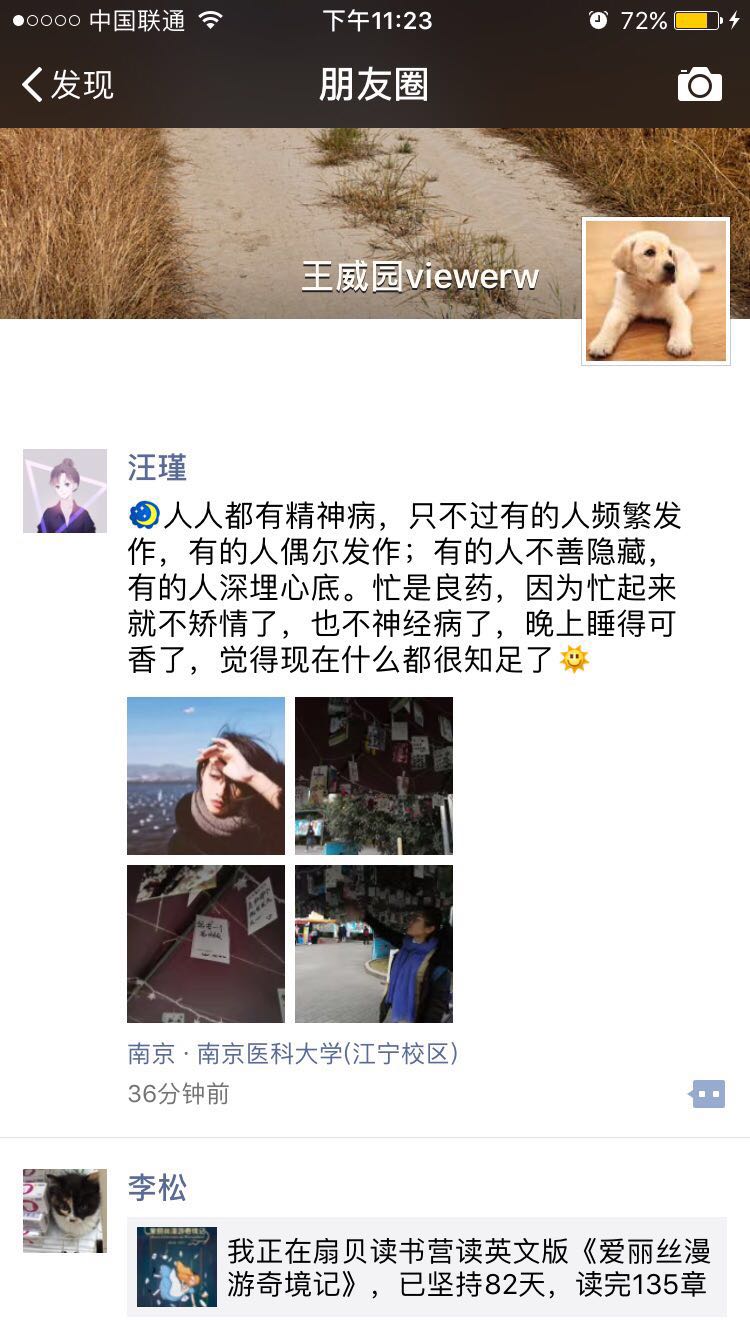 中国联通 下午11:23 72%
发现 朋友圈
王威园viewerw
汪瑾
人人都有精神病，只不过有的人频繁发
作，有的人偶尔发作；有的人不善隐藏，
有的人深埋心底。忙是良药，因为忙起来
就不矫情了，也不神经病了，晚上睡得可
香了，觉得现在什么都很知足了
南京 · 南京医科大学(江宁校区)
36分钟前
李松
我正在扇贝读书营读英文版《爱丽丝漫
游奇境记》，已坚持82天，读完135章